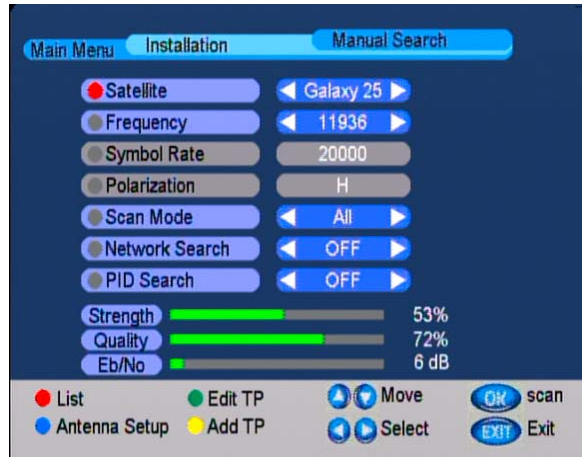 Main Menu Installation Manual Search
Satellite Galaxy 25
Frequency 11936
Symbol Rate 20000
Polarization H
Scan Mode All
Network Search OFF
PID Search OFF
Strength 53%
Quality 72%
Eb/No 6 dB
List Edit TP Move OK scan
Antenna Setup Add TP Select EXIT Exit